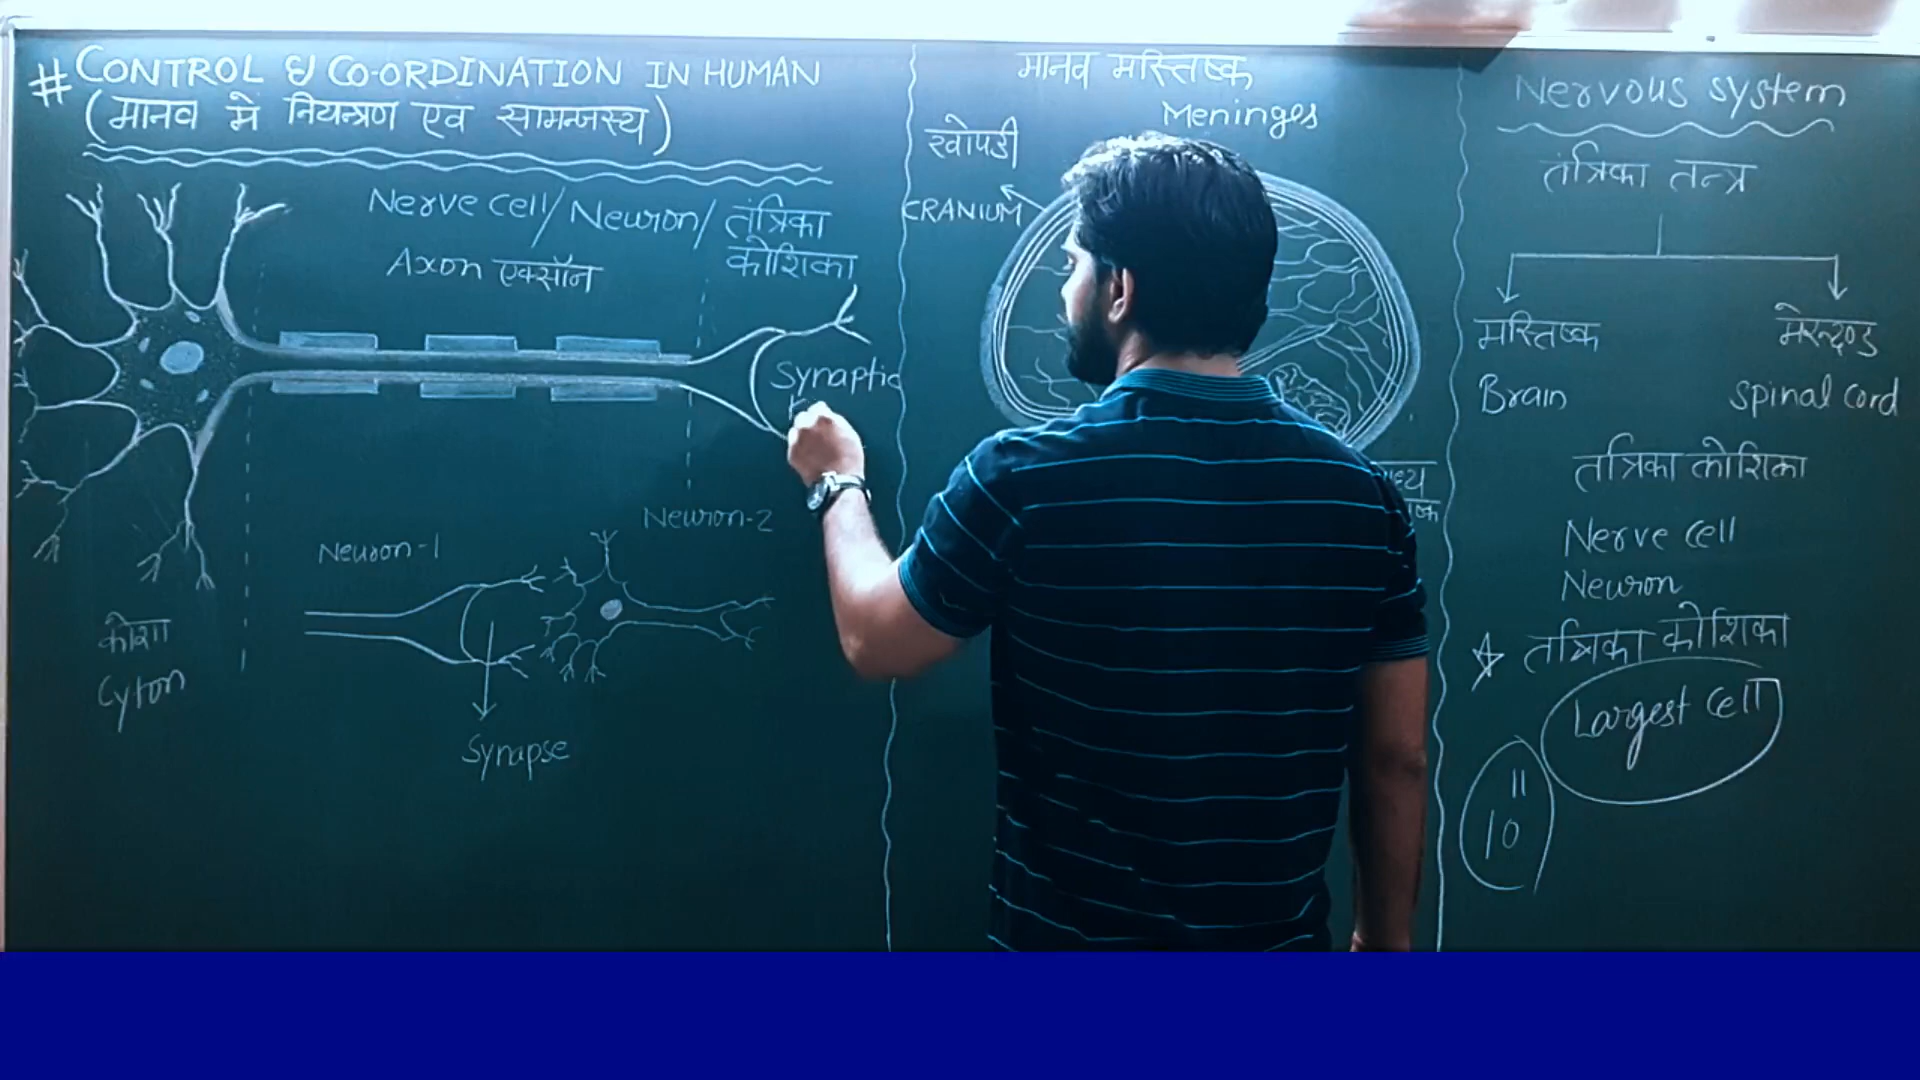 # CONTROL & CO-ORDINATION IN HUMAN
(मानव में नियन्त्रण एवं सामन्जस्य)
Nerve cell/ Neuron/ तंत्रिका
कोशिका
Axon एक्सॉन
Synaptic
Neuron-1
Neuron-2
Synapse
कोशा
Cyton
मानव मस्तिष्क
Meninges
खोपडी
CRANIUM
Nervous system
तंत्रिका तन्त्र
मस्तिष्क
Brain
Spinal cord
तंत्रिका कोशिका
Nerve cell
Neuron
तंत्रिका कोशिका
Largest cell
11
10